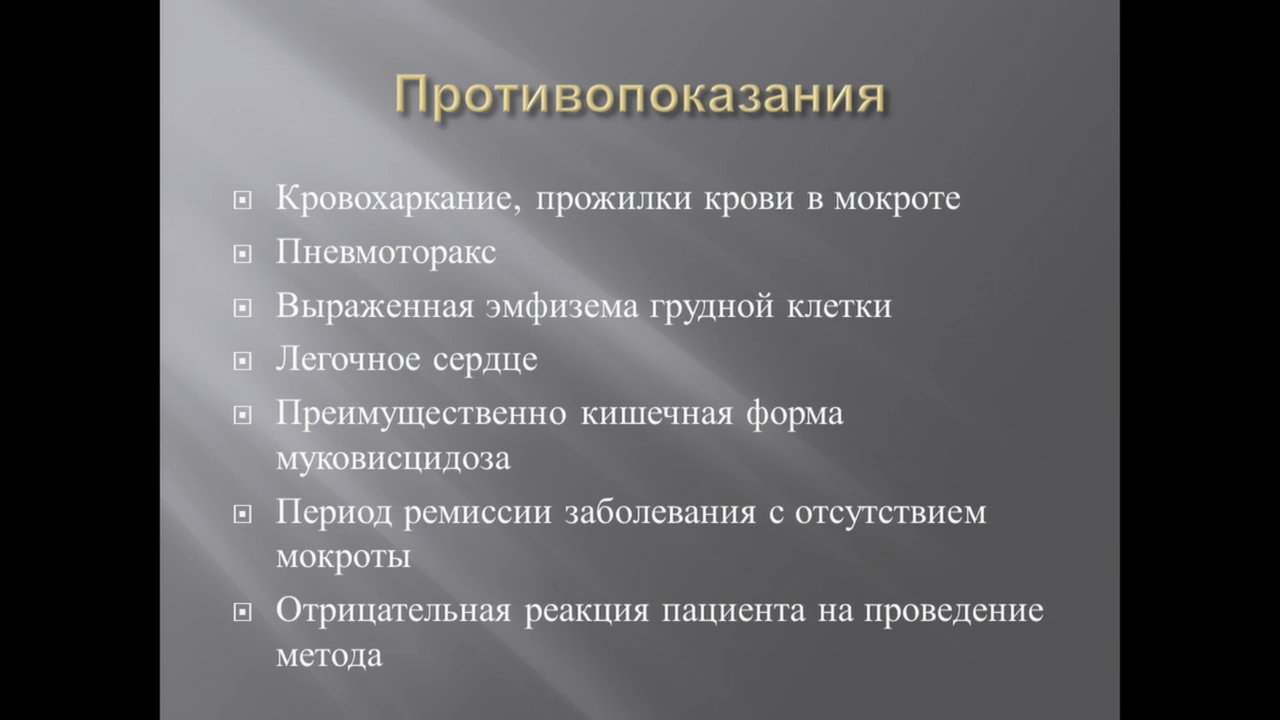 Противопоказания
Кровохаркание, прожилки крови в мокроте
Пневмоторакс
Выраженная эмфизема грудной клетки
Легочное сердце
Преимущественно кишечная форма
муковисцидоза
Период ремиссии заболевания с отсутствием
мокроты
Отрицательная реакция пациента на проведение
метода